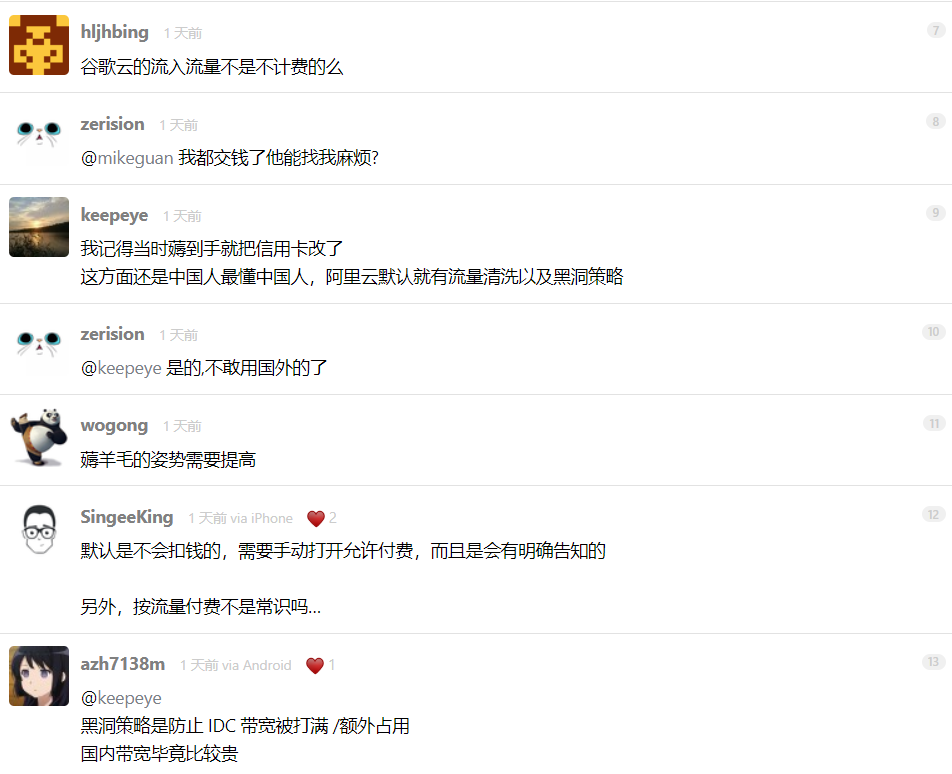 hljhbing 1 天前 7
谷歌云的流入流量不是不计费的么
zerision 1 天前 8
@mikeguan 我都交钱了他能找我麻烦?
keepeye 1 天前 9
我记得当时薅到手就把信用卡改了
这方面还是中国人最懂中国人，阿里云默认就有流量清洗以及黑洞策略
zerision 1 天前 10
@keepeye 是的,不敢用国外的了
wogong 1 天前 11
薅羊毛的姿势需要提高
SingeeKing 1 天前 via iPhone 2 12
默认是不会扣钱的，需要手动打开允许付费，而且是会有明确告知的
另外，按流量付费不是常识吗...
azh7138m 1 天前 via Android 1 13
@keepeye
黑洞策略是防止 IDC 带宽被打满 /额外占用
国内带宽毕竟比较贵